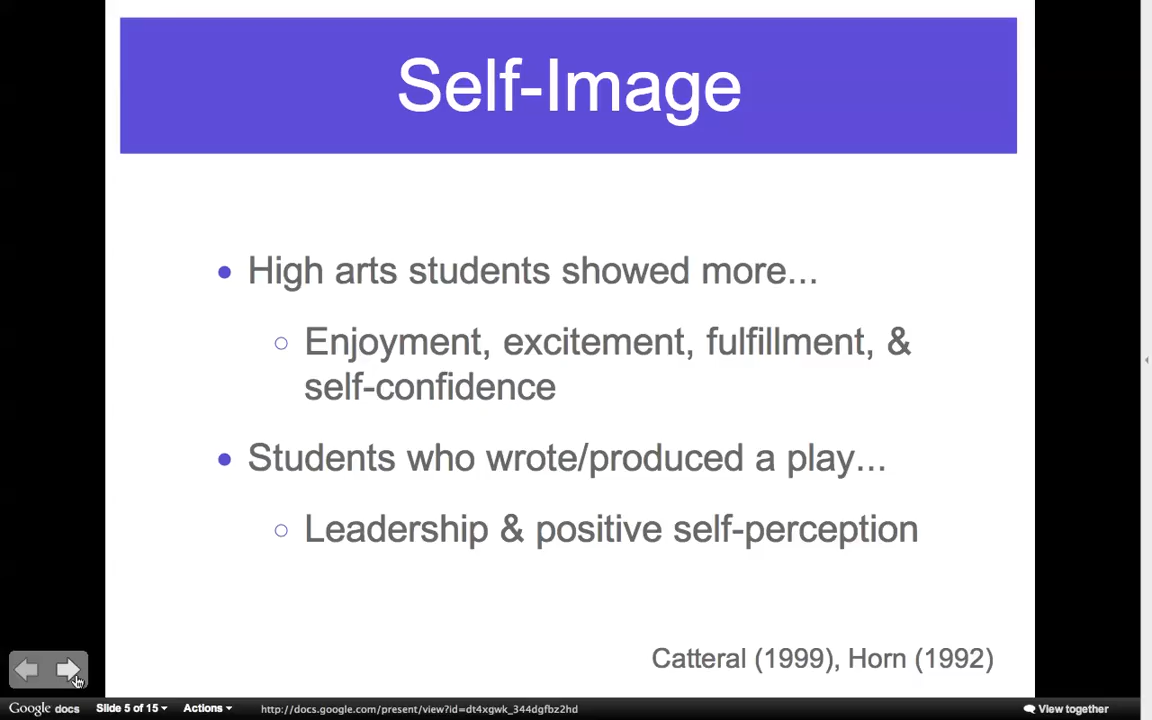 Self-Image
• High arts students showed more...
○ Enjoyment, excitement, fulfillment, &
self-confidence
• Students who wrote/produced a play...
○ Leadership & positive self-perception
Catteral (1999), Horn (1992)
Google docs Slide 5 of 15 Actions http://docs.google.com/present/view?id=dt4xgwk_344dgfbz2hd View together